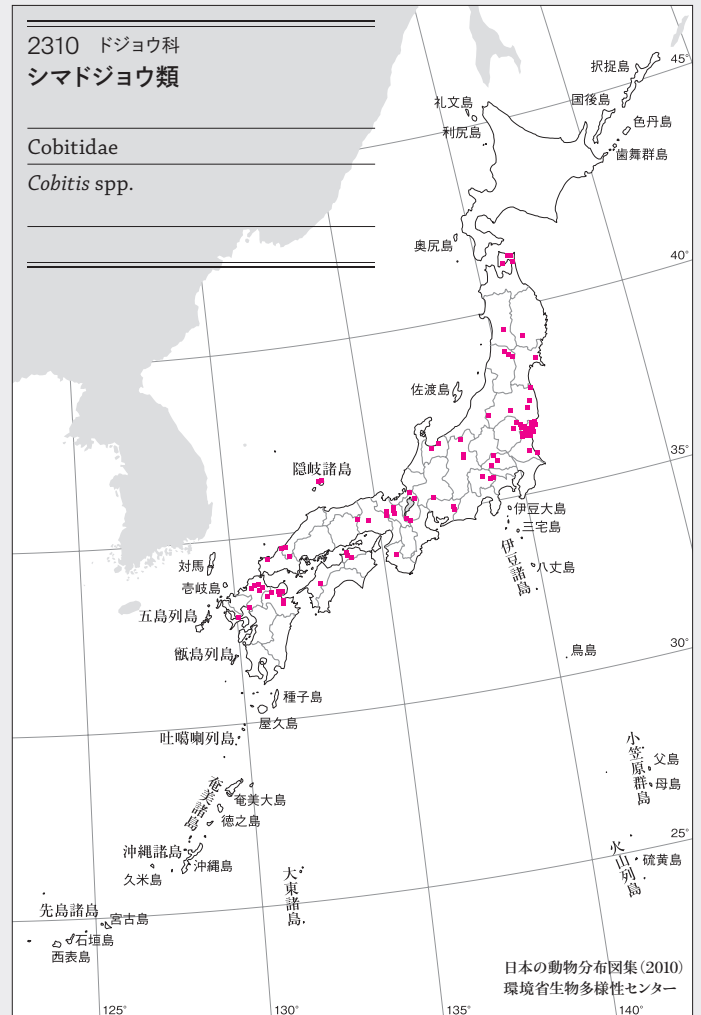 2310 ドジョウ科
シマドジョウ類
Cobitidae
Cobitis spp.
択捉島
45°
礼文島
国後島
色丹島
利尻島
歯舞群島
奥尻島
40°
佐渡島
35°
隠岐諸島
伊豆大島
三宅島
伊豆諸島
八丈島
対馬
壱岐島
五島列島
甑島列島
鳥島
30°
種子島
屋久島
吐噶喇列島
小笠原群島
父島
母島
奄美諸島
奄美大島
徳之島
25°
火山列島
硫黄島
沖縄諸島
沖縄島
久米島
大東諸島
先島諸島
宮古島
石垣島
西表島
日本の動物分布図集(2010)
環境省生物多様性センター
125°
130°
135°
140°